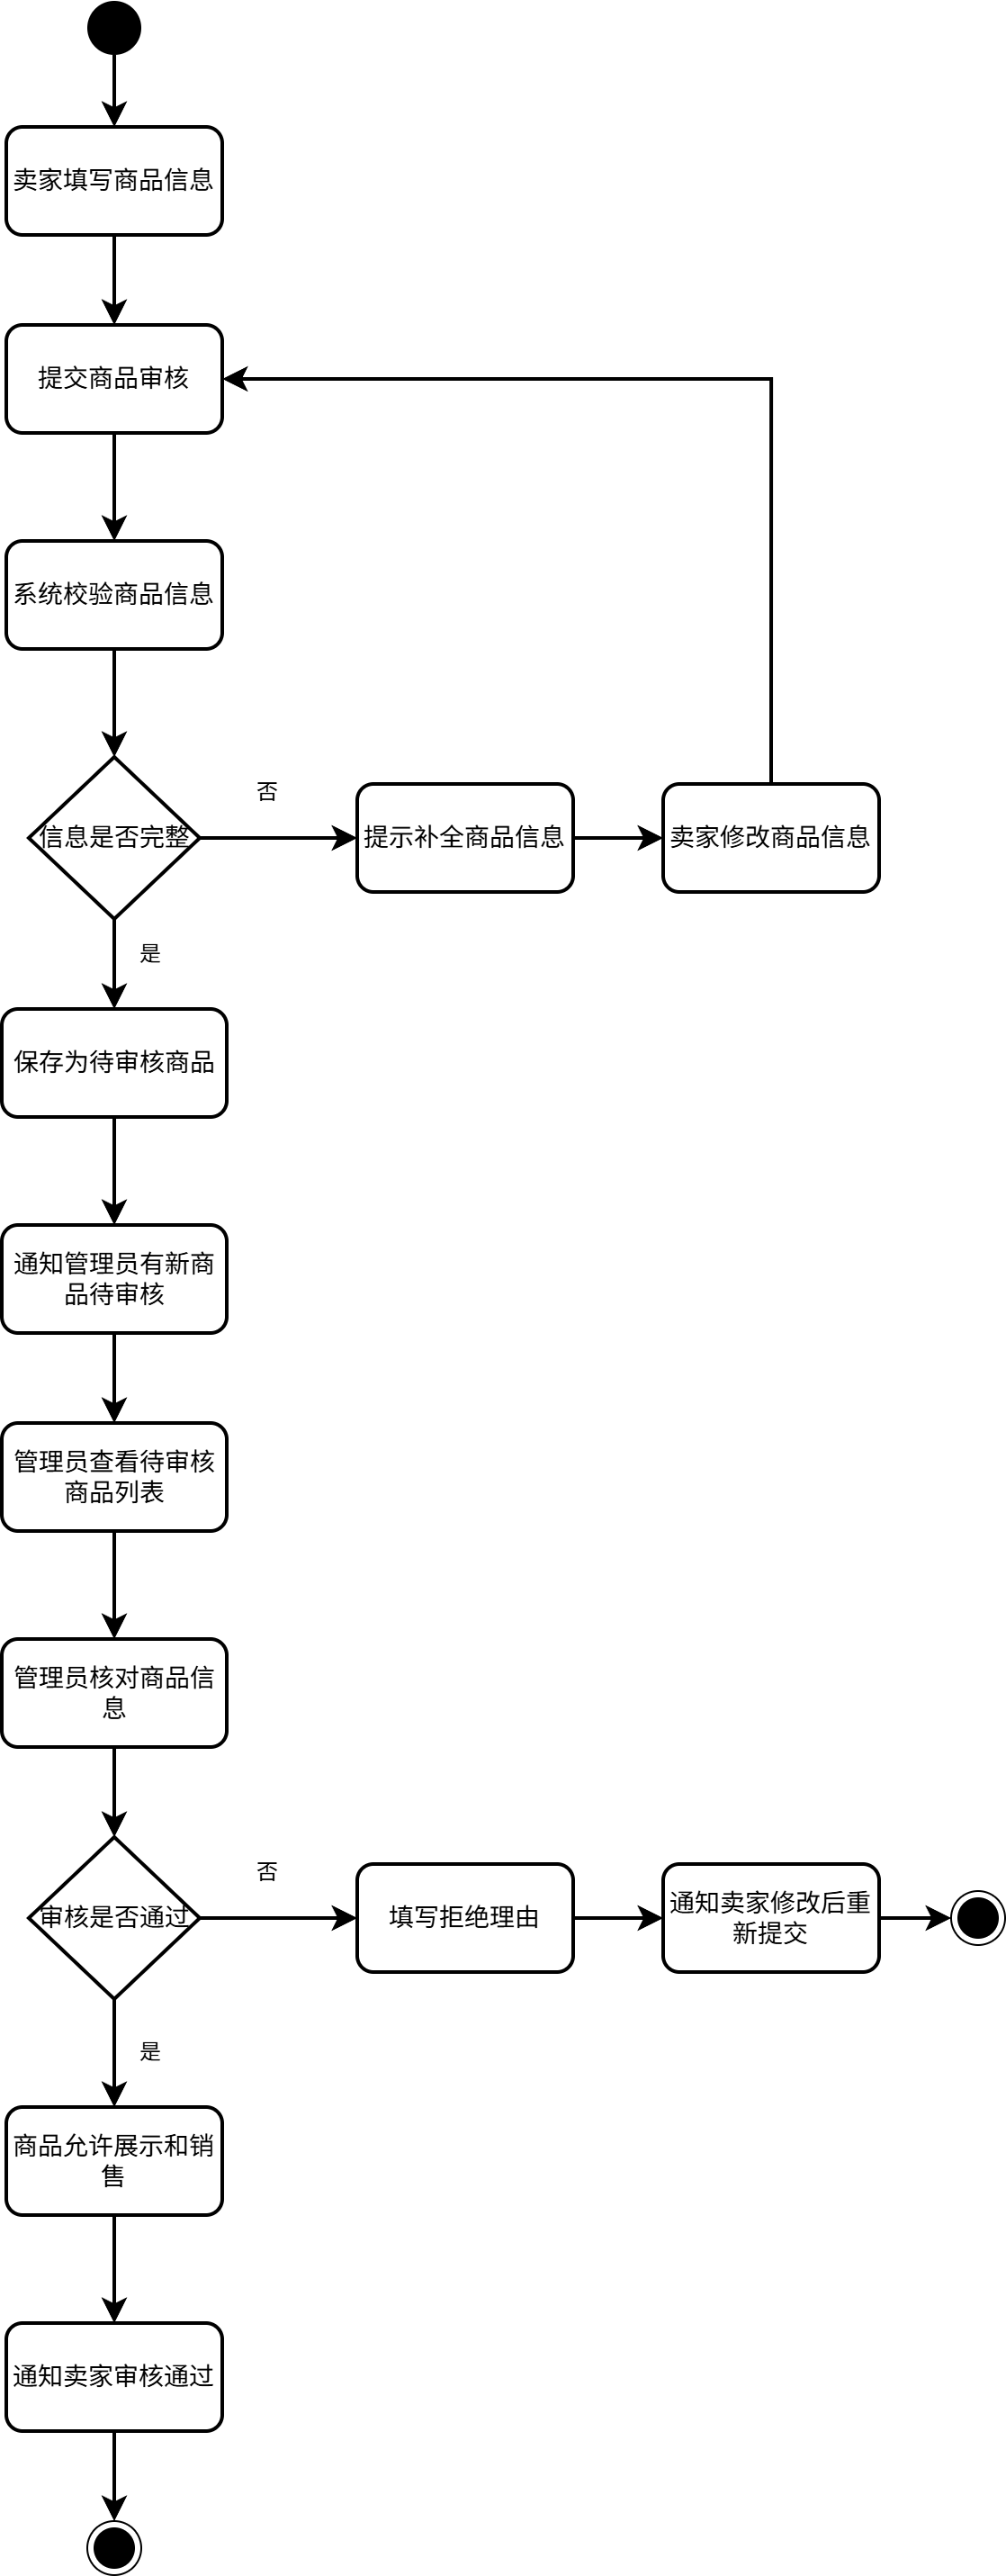 卖家填写商品信息
提交商品审核
系统校验商品信息
信息是否完整
否
提示补全商品信息
卖家修改商品信息
是
保存为待审核商品
通知管理员有新商
品待审核
管理员查看待审核
商品列表
管理员核对商品信
息
审核是否通过
否
填写拒绝理由
通知卖家修改后重
新提交
是
商品允许展示和销
售
通知卖家审核通过